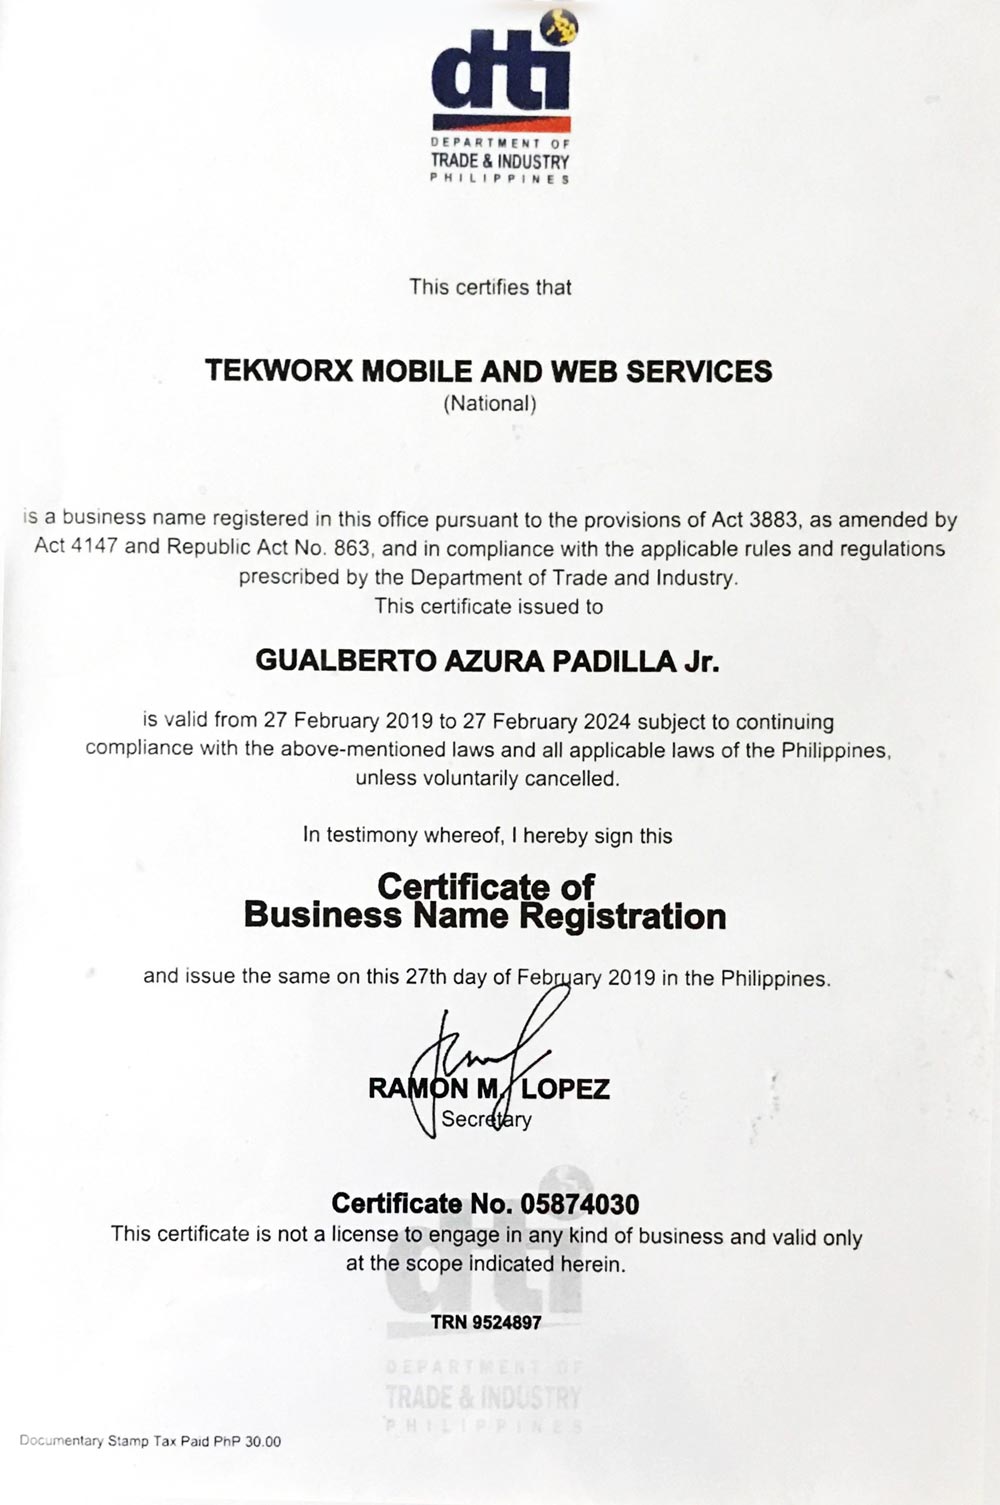 dti
DEPARTMENT OF
TRADE & INDUSTRY
PHILIPPINES
This certifies that
TEKWORX MOBILE AND WEB SERVICES
(National)
is a business name registered in this office pursuant to the provisions of Act 3883, as amended by
Act 4147 and Republic Act No. 863, and in compliance with the applicable rules and regulations
prescribed by the Department of Trade and Industry.
This certificate issued to
GUALBERTO AZURA PADILLA Jr.
is valid from 27 February 2019 to 27 February 2024 subject to continuing
compliance with the above-mentioned laws and all applicable laws of the Philippines,
unless voluntarily cancelled.
In testimony whereof, I hereby sign this
Certificate of
Business Name Registration
and issue the same on this 27th day of February 2019 in the Philippines.
RAMON M. LOPEZ
Secretary
Certificate No. 05874030
This certificate is not a license to engage in any kind of business and valid only
at the scope indicated herein.
dti
TRN 9524897
DEPARTMENT OF
TRADE & INDUSTRY
PHILIPPINES
Documentary Stamp Tax Paid PhP 30.00